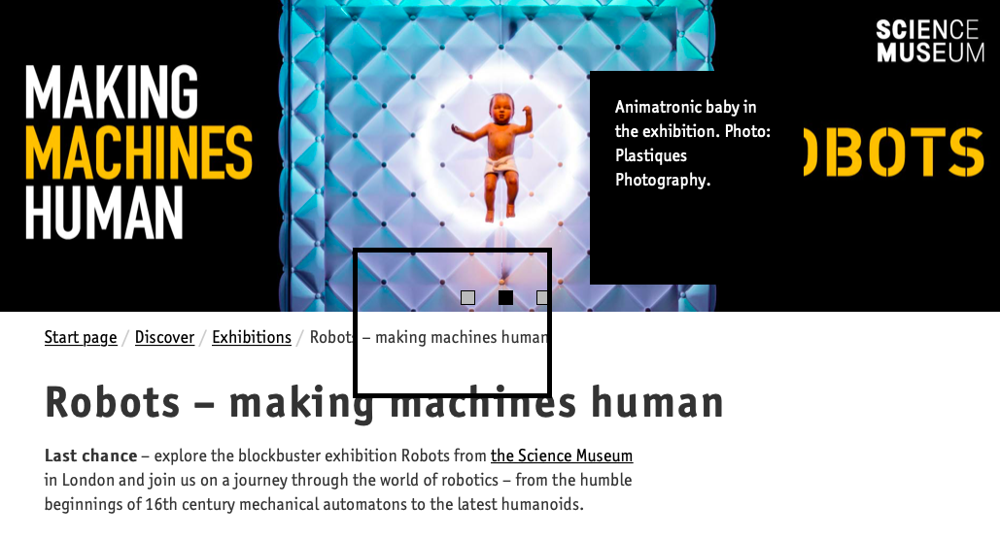 SCIENCE
MUSEUM
MAKING
MACHINES
HUMAN
Animatronic baby in
the exhibition. Photo:
Plastiques
Photography.
OBOTS
Start page / Discover / Exhibitions / Robots – making machines human
Robots – making machines human
Last chance – explore the blockbuster exhibition Robots from the Science Museum
in London and join us on a journey through the world of robotics – from the humble
beginnings of 16th century mechanical automatons to the latest humanoids.